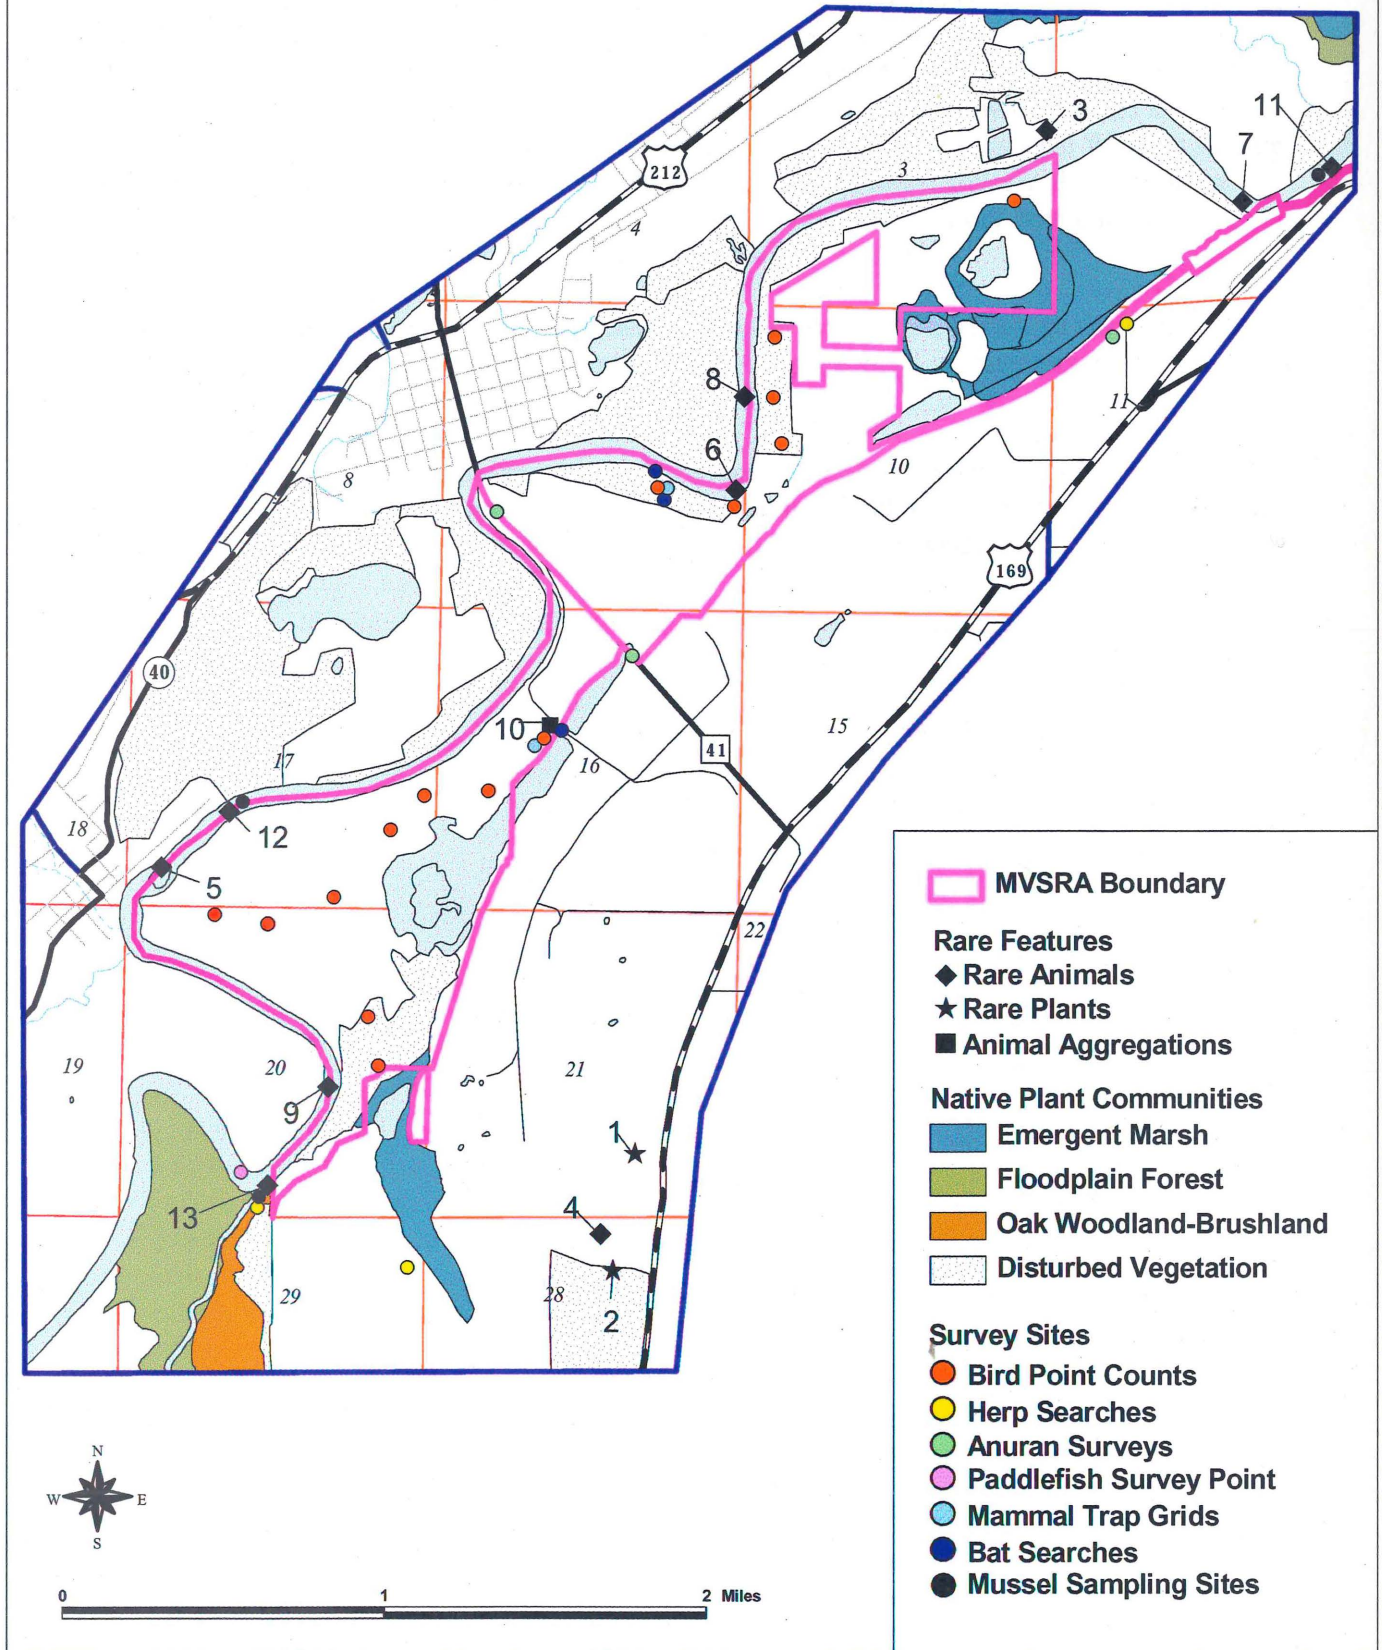 3
11
7
212
3
4
8
11
6
10
8
169
40
10
15
41
16
17
18
12
5
22
19
20
21
9
1
13
4
29
28
2
MVSRA Boundary
Rare Features
Rare Animals
Rare Plants
Animal Aggregations
Native Plant Communities
Emergent Marsh
Floodplain Forest
Oak Woodland-Brushland
Disturbed Vegetation
Survey Sites
Bird Point Counts
Herp Searches
Anuran Surveys
Paddlefish Survey Point
Mammal Trap Grids
Bat Searches
Mussel Sampling Sites
N
W E
S
0 1 2 Miles